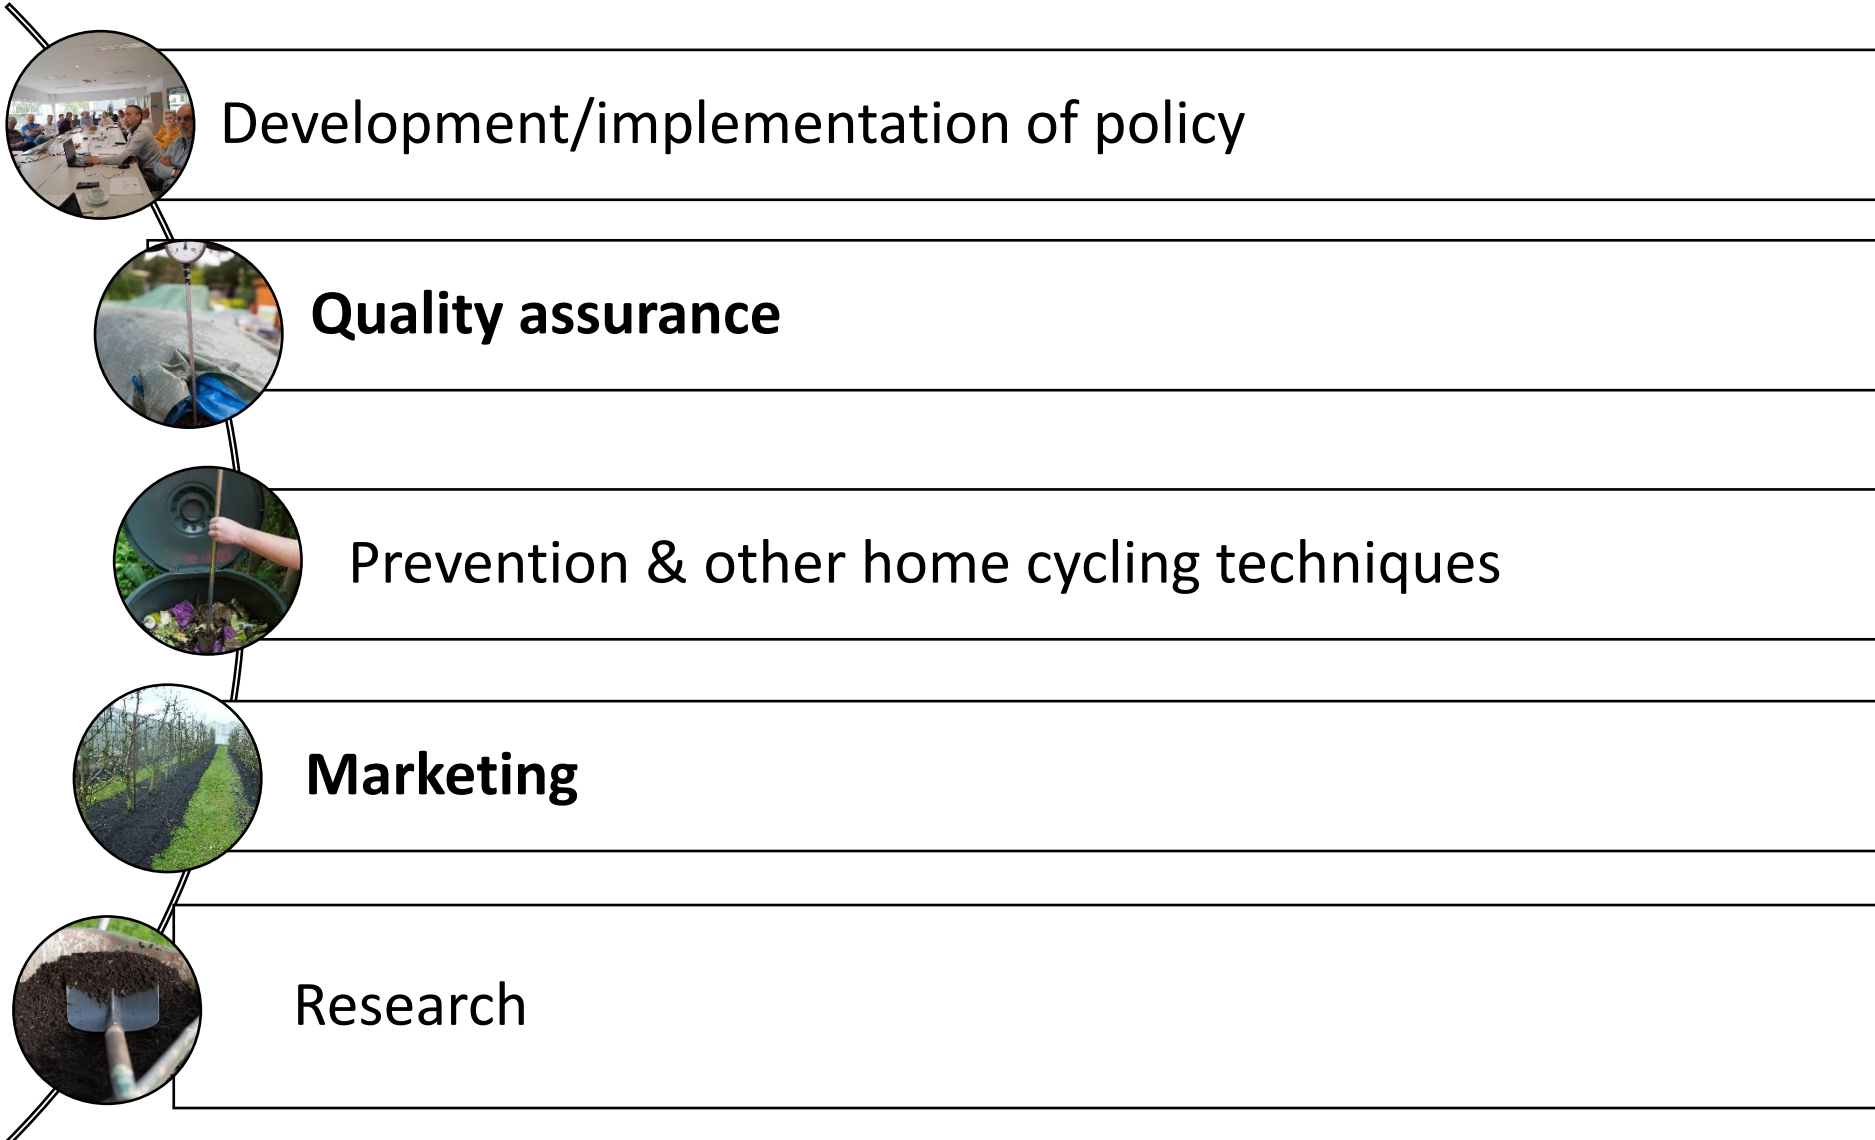 Development/implementation of policy
Quality assurance
Prevention & other home cycling techniques
Marketing
Research